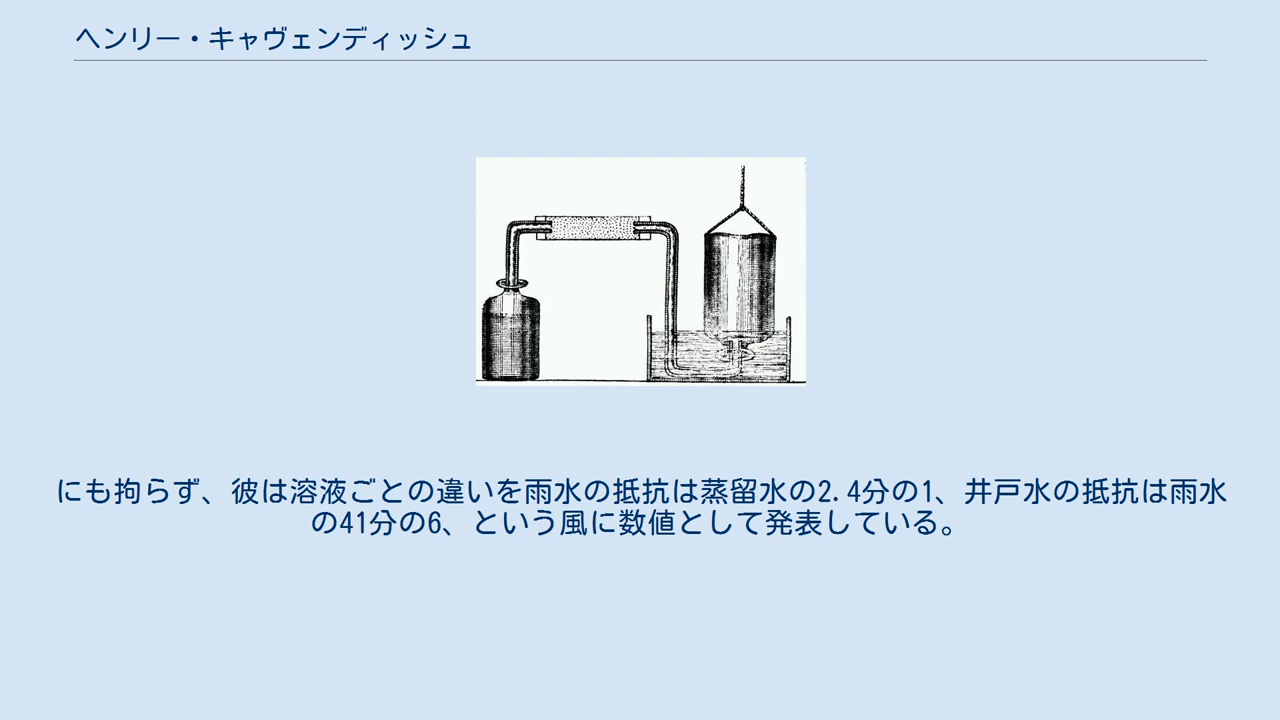 ヘンリー・キャヴェンディッシュ
にも拘らず、彼は溶液ごとの違いを雨水の抵抗は蒸留水の2.4分の1、井戸水の抵抗は雨水
の41分の6、という風に数値として発表している。